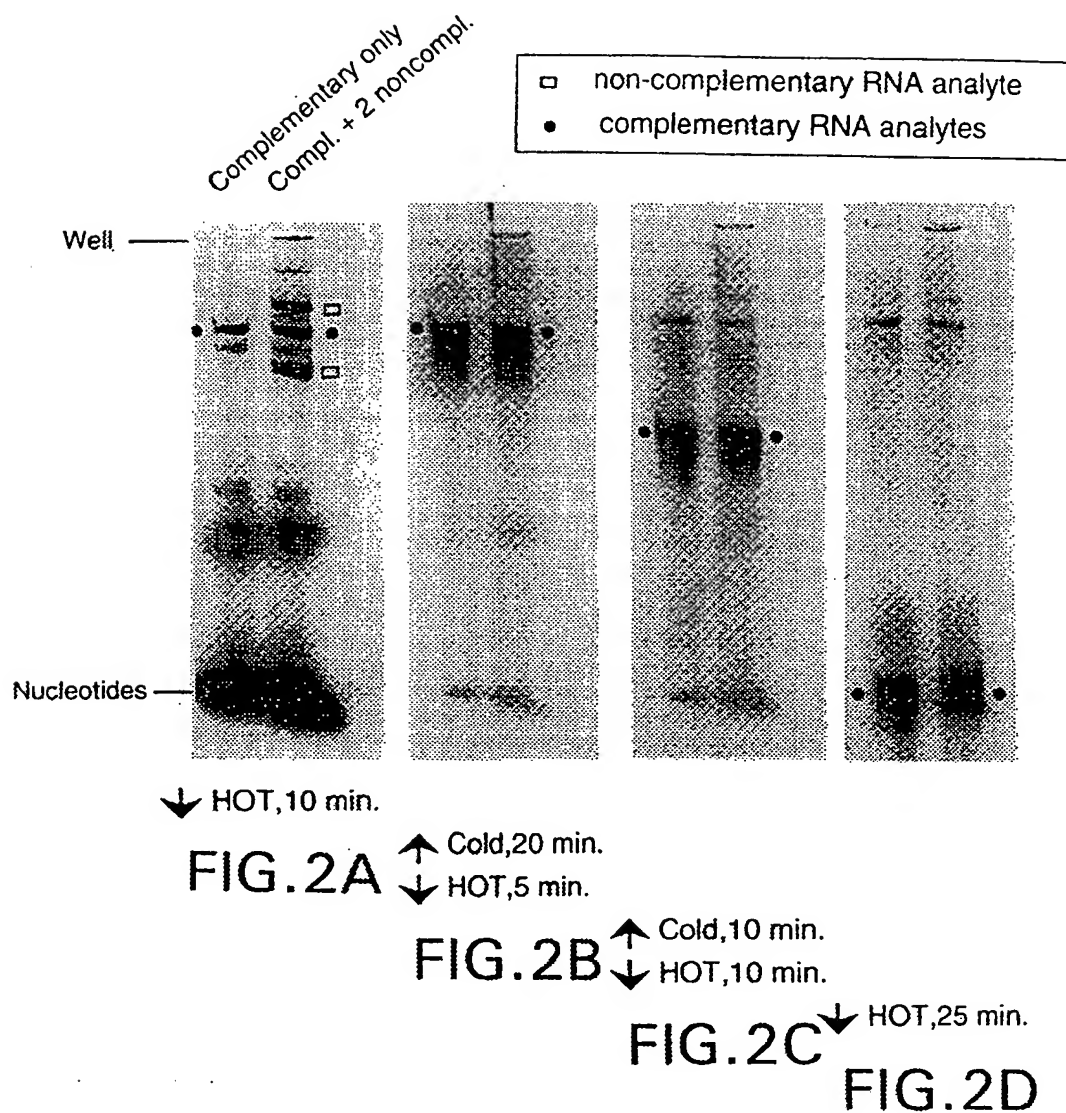 Complementary only
Compl. + 2 noncompl.
non-complementary RNA analyte
complementary RNA analytes
Well
Nucleotides
HOT,10 min.
FIG.2A
Cold,20 min.
HOT,5 min.
FIG.2B
Cold,10 min.
HOT,10 min.
FIG.2C
HOT,25 min.
FIG.2D